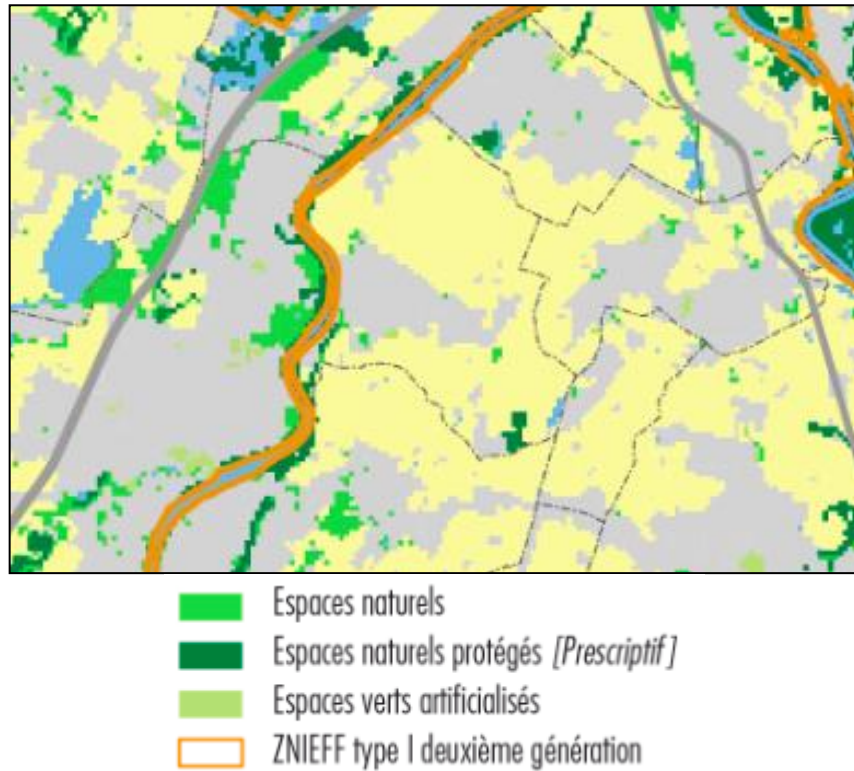 Espaces naturels
Espaces naturels protégés [Prescriptif]
Espaces verts artificialisés
ZNIEFF type I deuxième génération